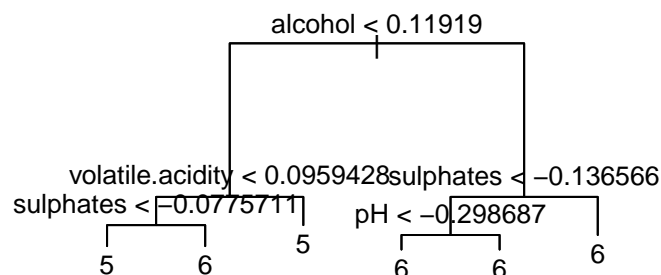 alcohol < 0.11919
volatile.acidity < 0.0959428
sulphates < −0.136566
sulphates < −0.0775711
pH < −0.298687
5
6
5
6
6
6